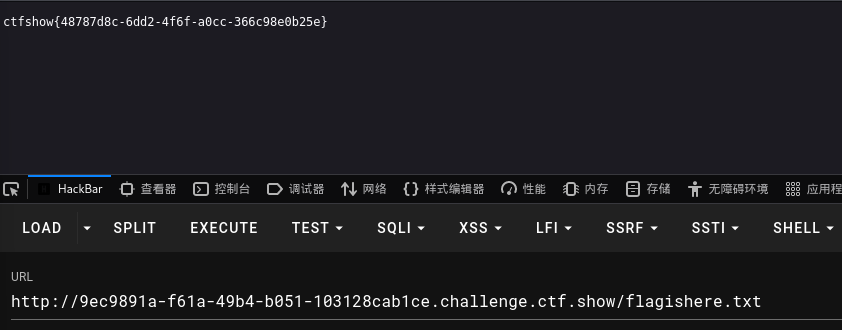 ctfshow{48787d8c-6dd2-4f6f-a0cc-366c98e0b25e}
HackBar 查看器 控制台 调试器 网络 样式编辑器 性能 内存 存储 无障碍环境 应用程
LOAD SPLIT EXECUTE TEST SQLI XSS LFI SSRF SSTI SHELL
URL
http://9ec9891a-f61a-49b4-b051-103128cab1ce.challenge.ctf.show/flagishere.txt